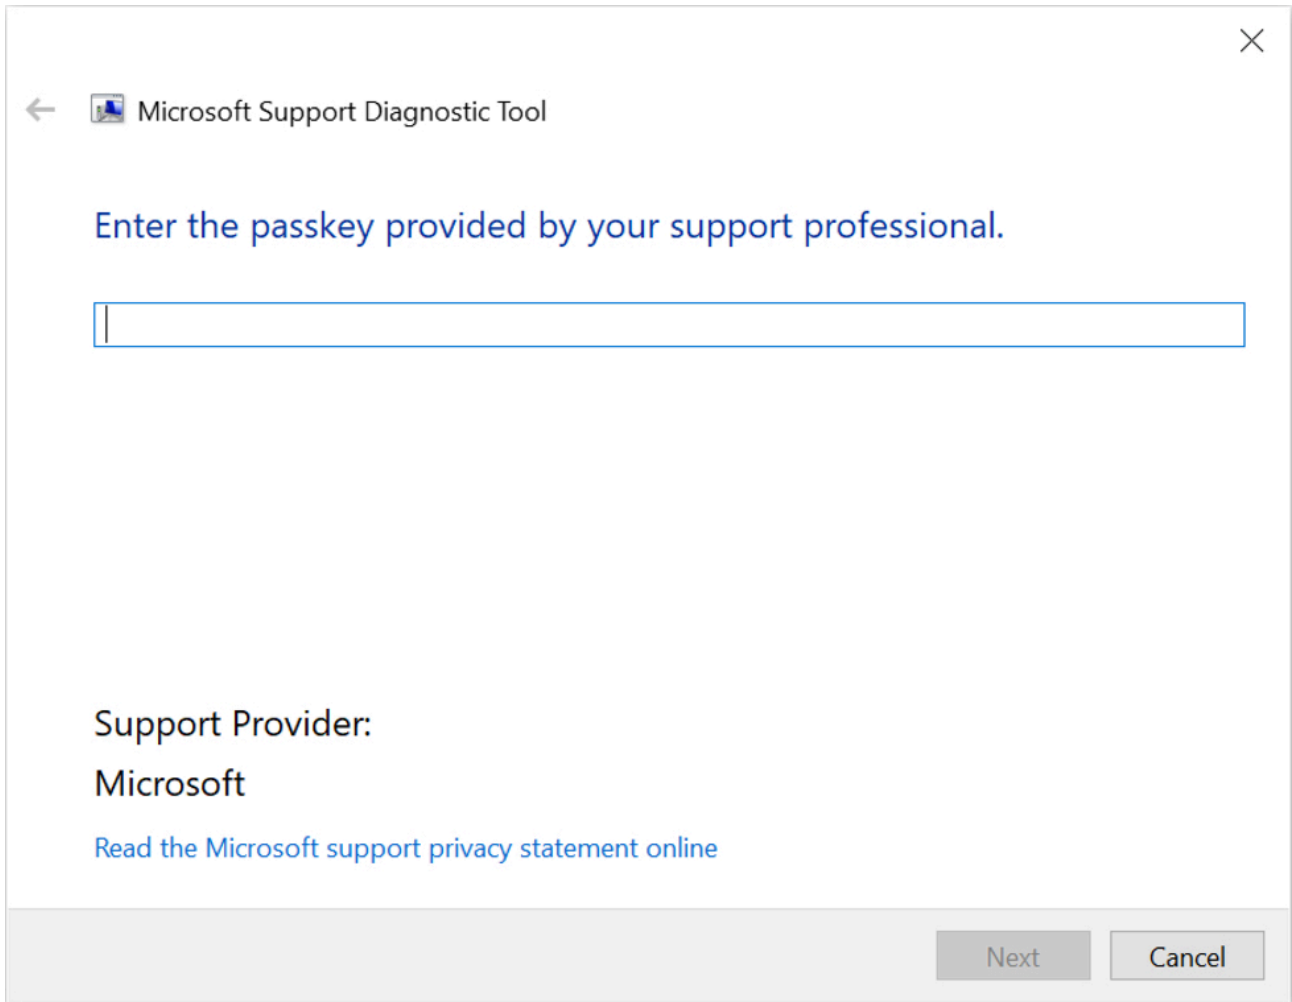 Microsoft Support Diagnostic Tool
Enter the passkey provided by your support professional.
Support Provider:
Microsoft
Read the Microsoft support privacy statement online
Next
Cancel